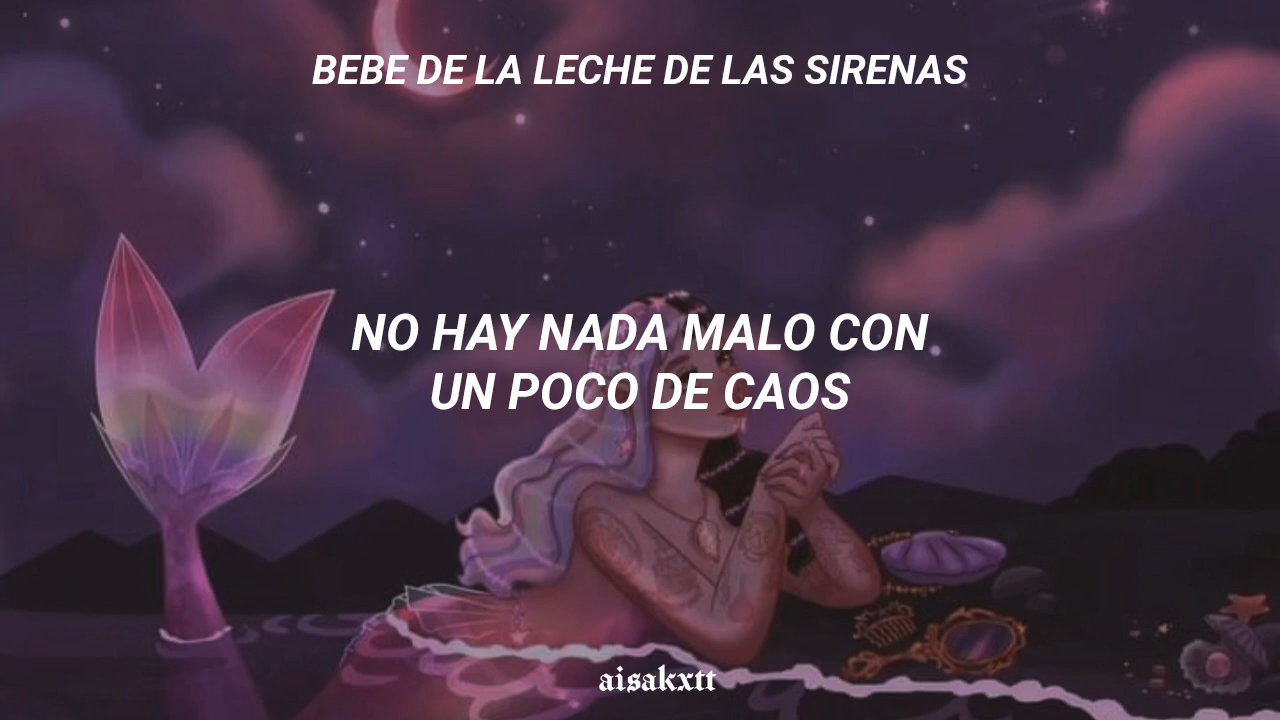 BEBE DE LA LECHE DE LAS SIRENAS
NO HAY NADA MALO CON
UN POCO DE CAOS
aisakxtt